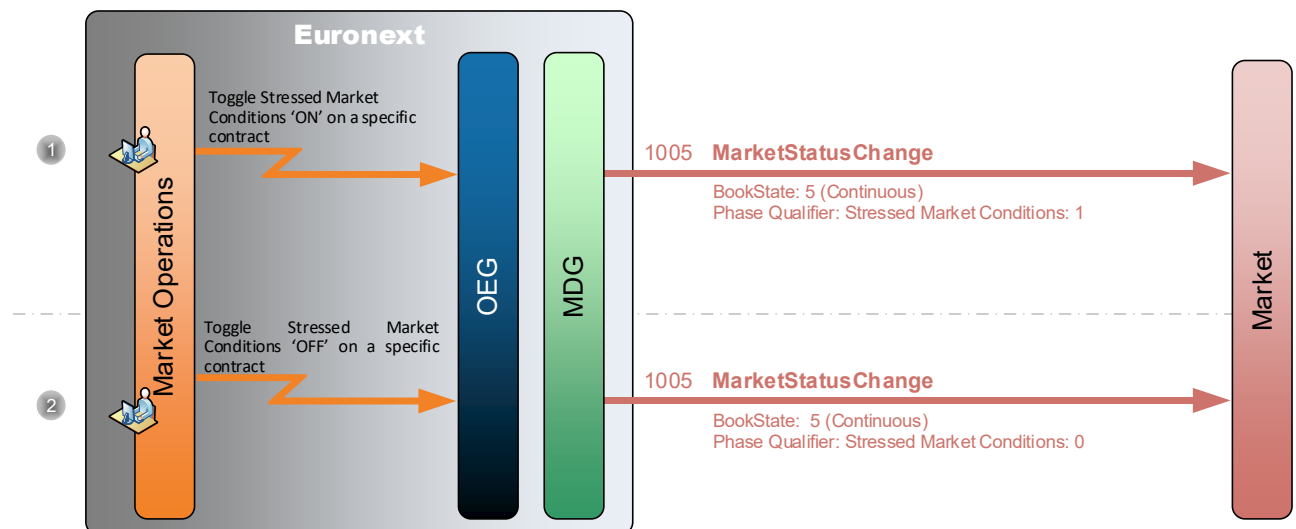 Euronext
1
Toggle Stressed Market
Conditions ‘ON’ on a specific
contract
1005 MarketStatusChange
BookState: 5 (Continuous)
Phase Qualifier: Stressed Market Conditions: 1
Market Operations
OEG
MDG
Market
2
Toggle Stressed Market
Conditions ‘OFF’ on a specific
contract
1005 MarketStatusChange
BookState: 5 (Continuous)
Phase Qualifier: Stressed Market Conditions: 0